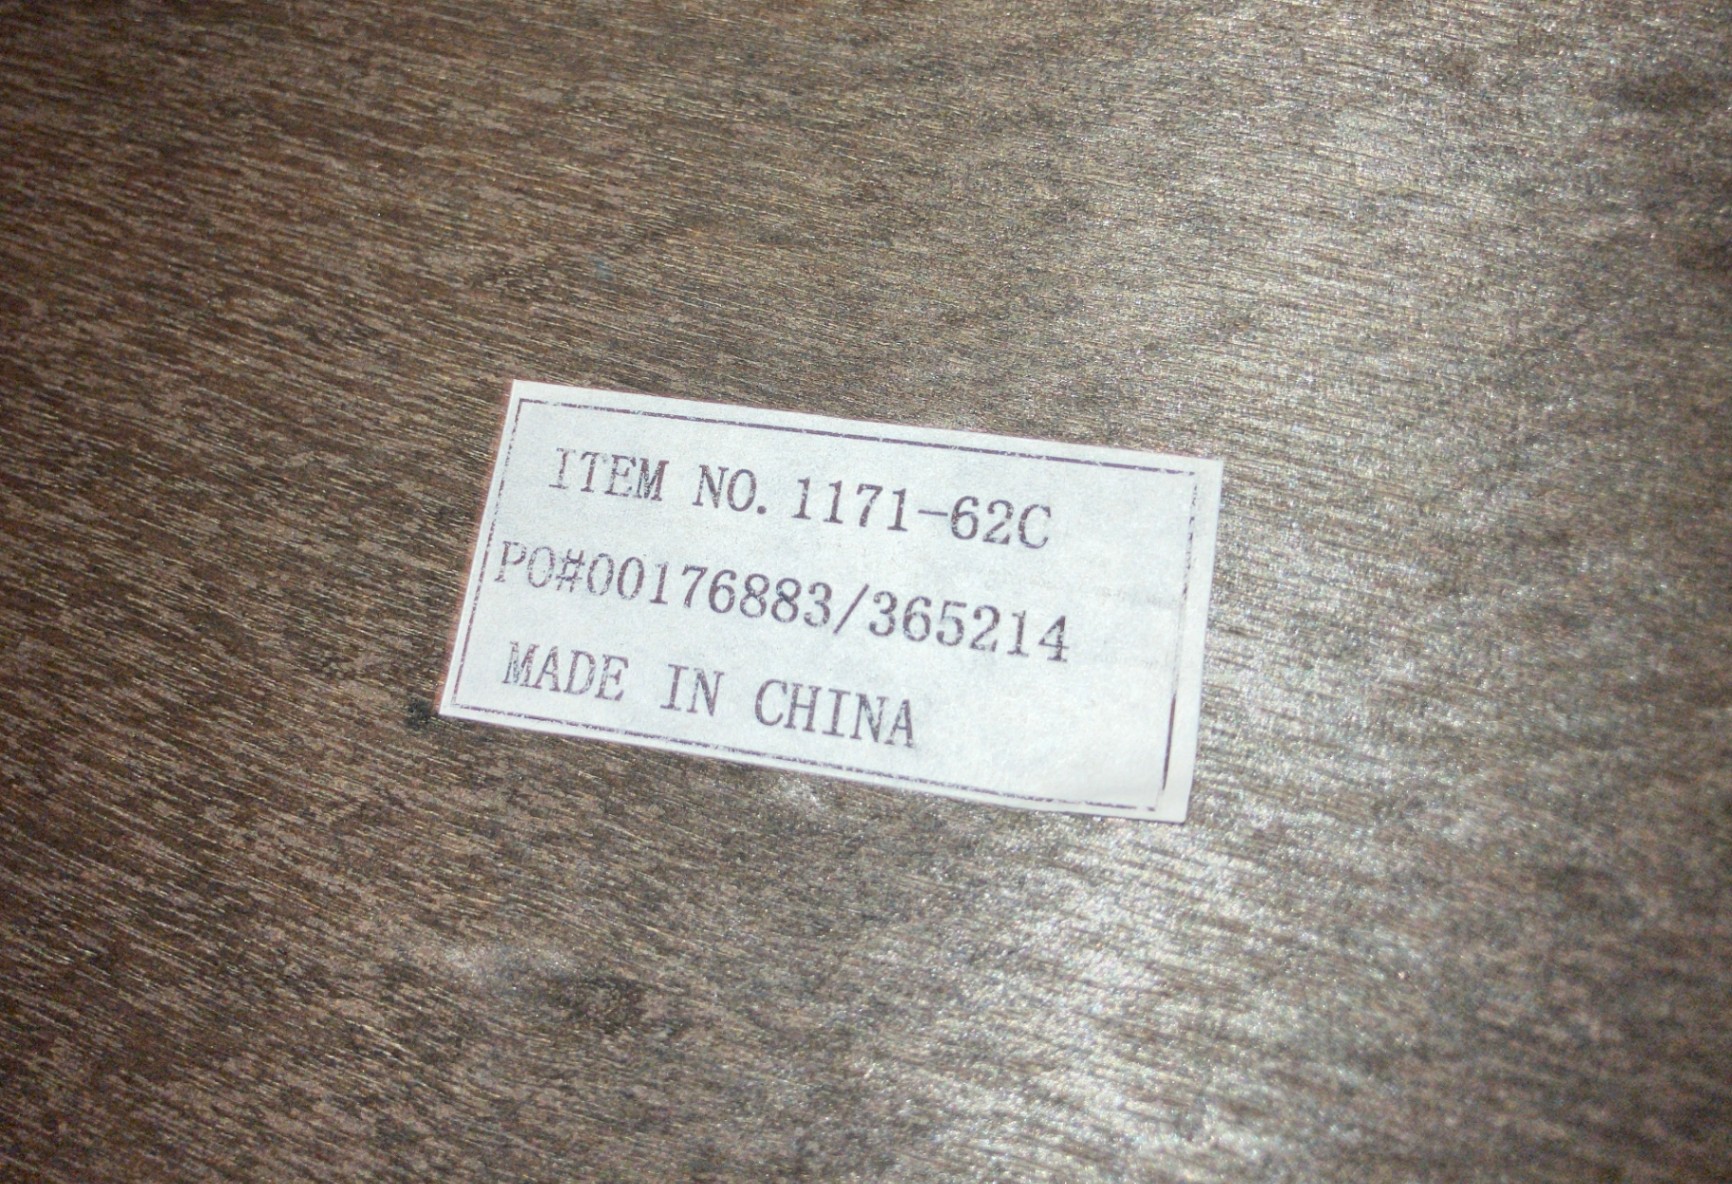 ITEM NO. 1171-62C
PO#00176883/365214
MADE IN CHINA